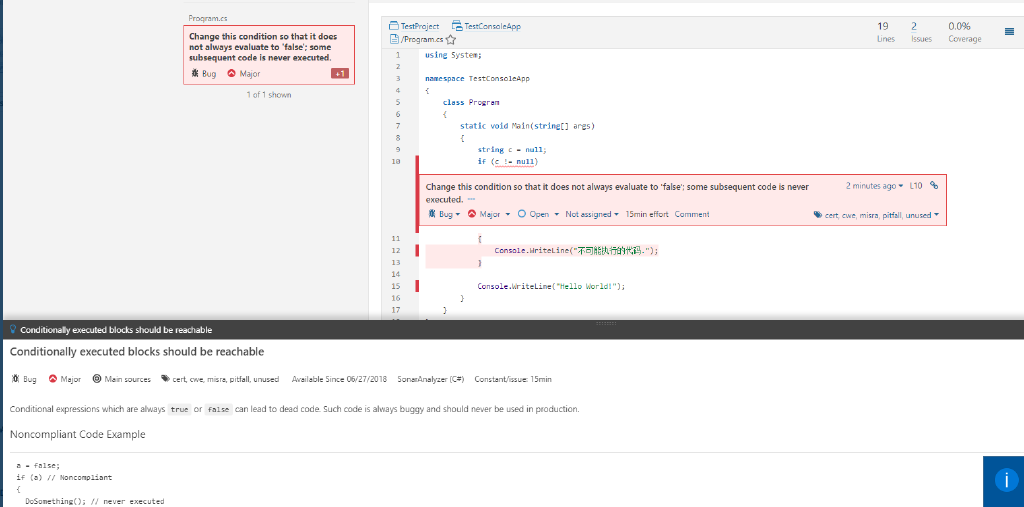 Program.cs
Change this condition so that it does
not always evaluate to 'false'; some
subsequent code is never executed.
Bug Major +1
1 of 1 shown
TestProject TestConsoleApp
/Program.cs
19 2 0.0%
Lines Issues Coverage
1 using System;
2
3 namespace TestConsoleApp
4 {
5 class Program
6 {
7 static void Main(string[] args)
8 {
9 string c = null;
10 if (c != null)
Change this condition so that it does not always evaluate to 'false'; some subsequent code is never
executed. ... 2 minutes ago L10
Bug Major Open Not assigned 15min effort Comment cert, cwe, misra, pitfall, unused
11 {
12 Console.WriteLine("不可能执行的代码.");
13 }
14
15 Console.WriteLine("Hello World!");
16 }
17 }
Conditionally executed blocks should be reachable
Conditionally executed blocks should be reachable
Bug Major Main sources cert, cwe, misra, pitfall, unused Available Since 06/27/2018 SonarAnalyzer (C#) Constant/issue: 15min
Conditional expressions which are always true or false can lead to dead code. Such code is always buggy and should never be used in production.
Noncompliant Code Example
a = false;
if (a) // Noncompliant
{
DoSomething(); // never executed